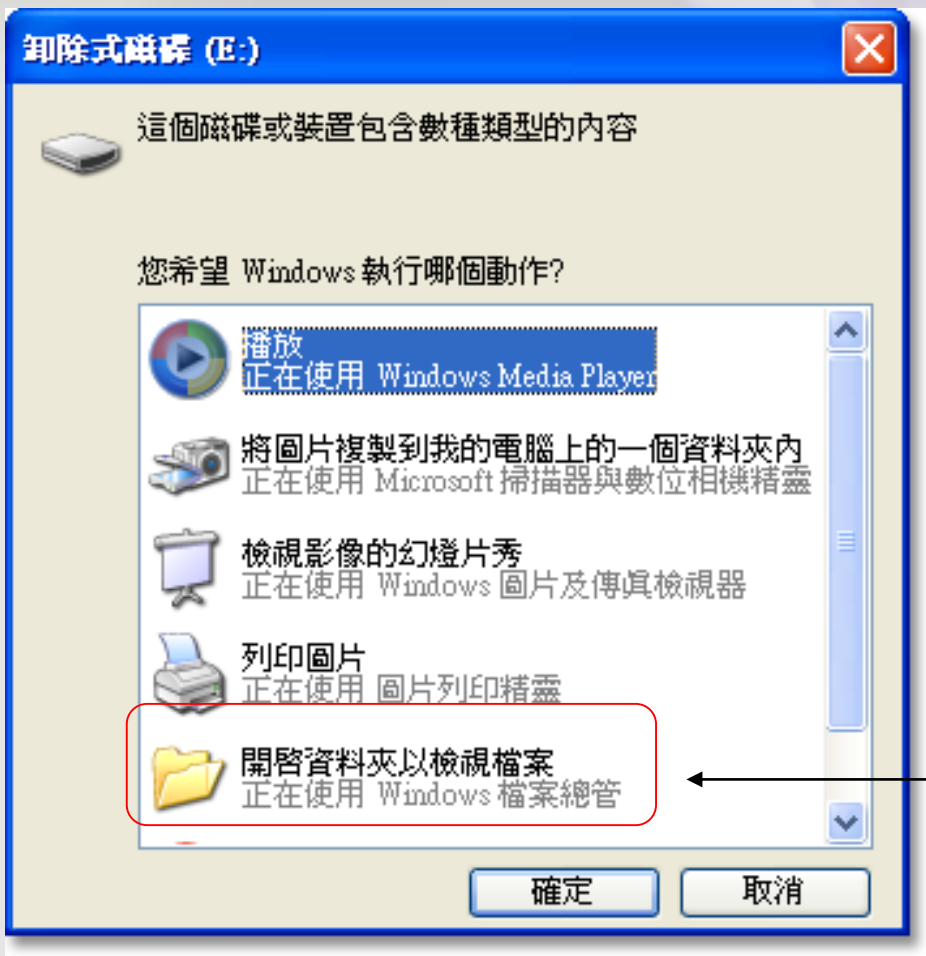 卸除式磁碟 (E:)
這個磁碟或裝置包含數種類型的內容
您希望 Windows 執行哪個動作?
播放
正在使用 Windows Media Player
將圖片複製到我的電腦上的一個資料夾內
正在使用 Microsoft 掃描器與數位相機精靈
檢視影像的幻燈片秀
正在使用 Windows 圖片及傳真檢視器
列印圖片
正在使用 圖片列印精靈
開啓資料夾以檢視檔案
正在使用 Windows 檔案總管
確定
取消